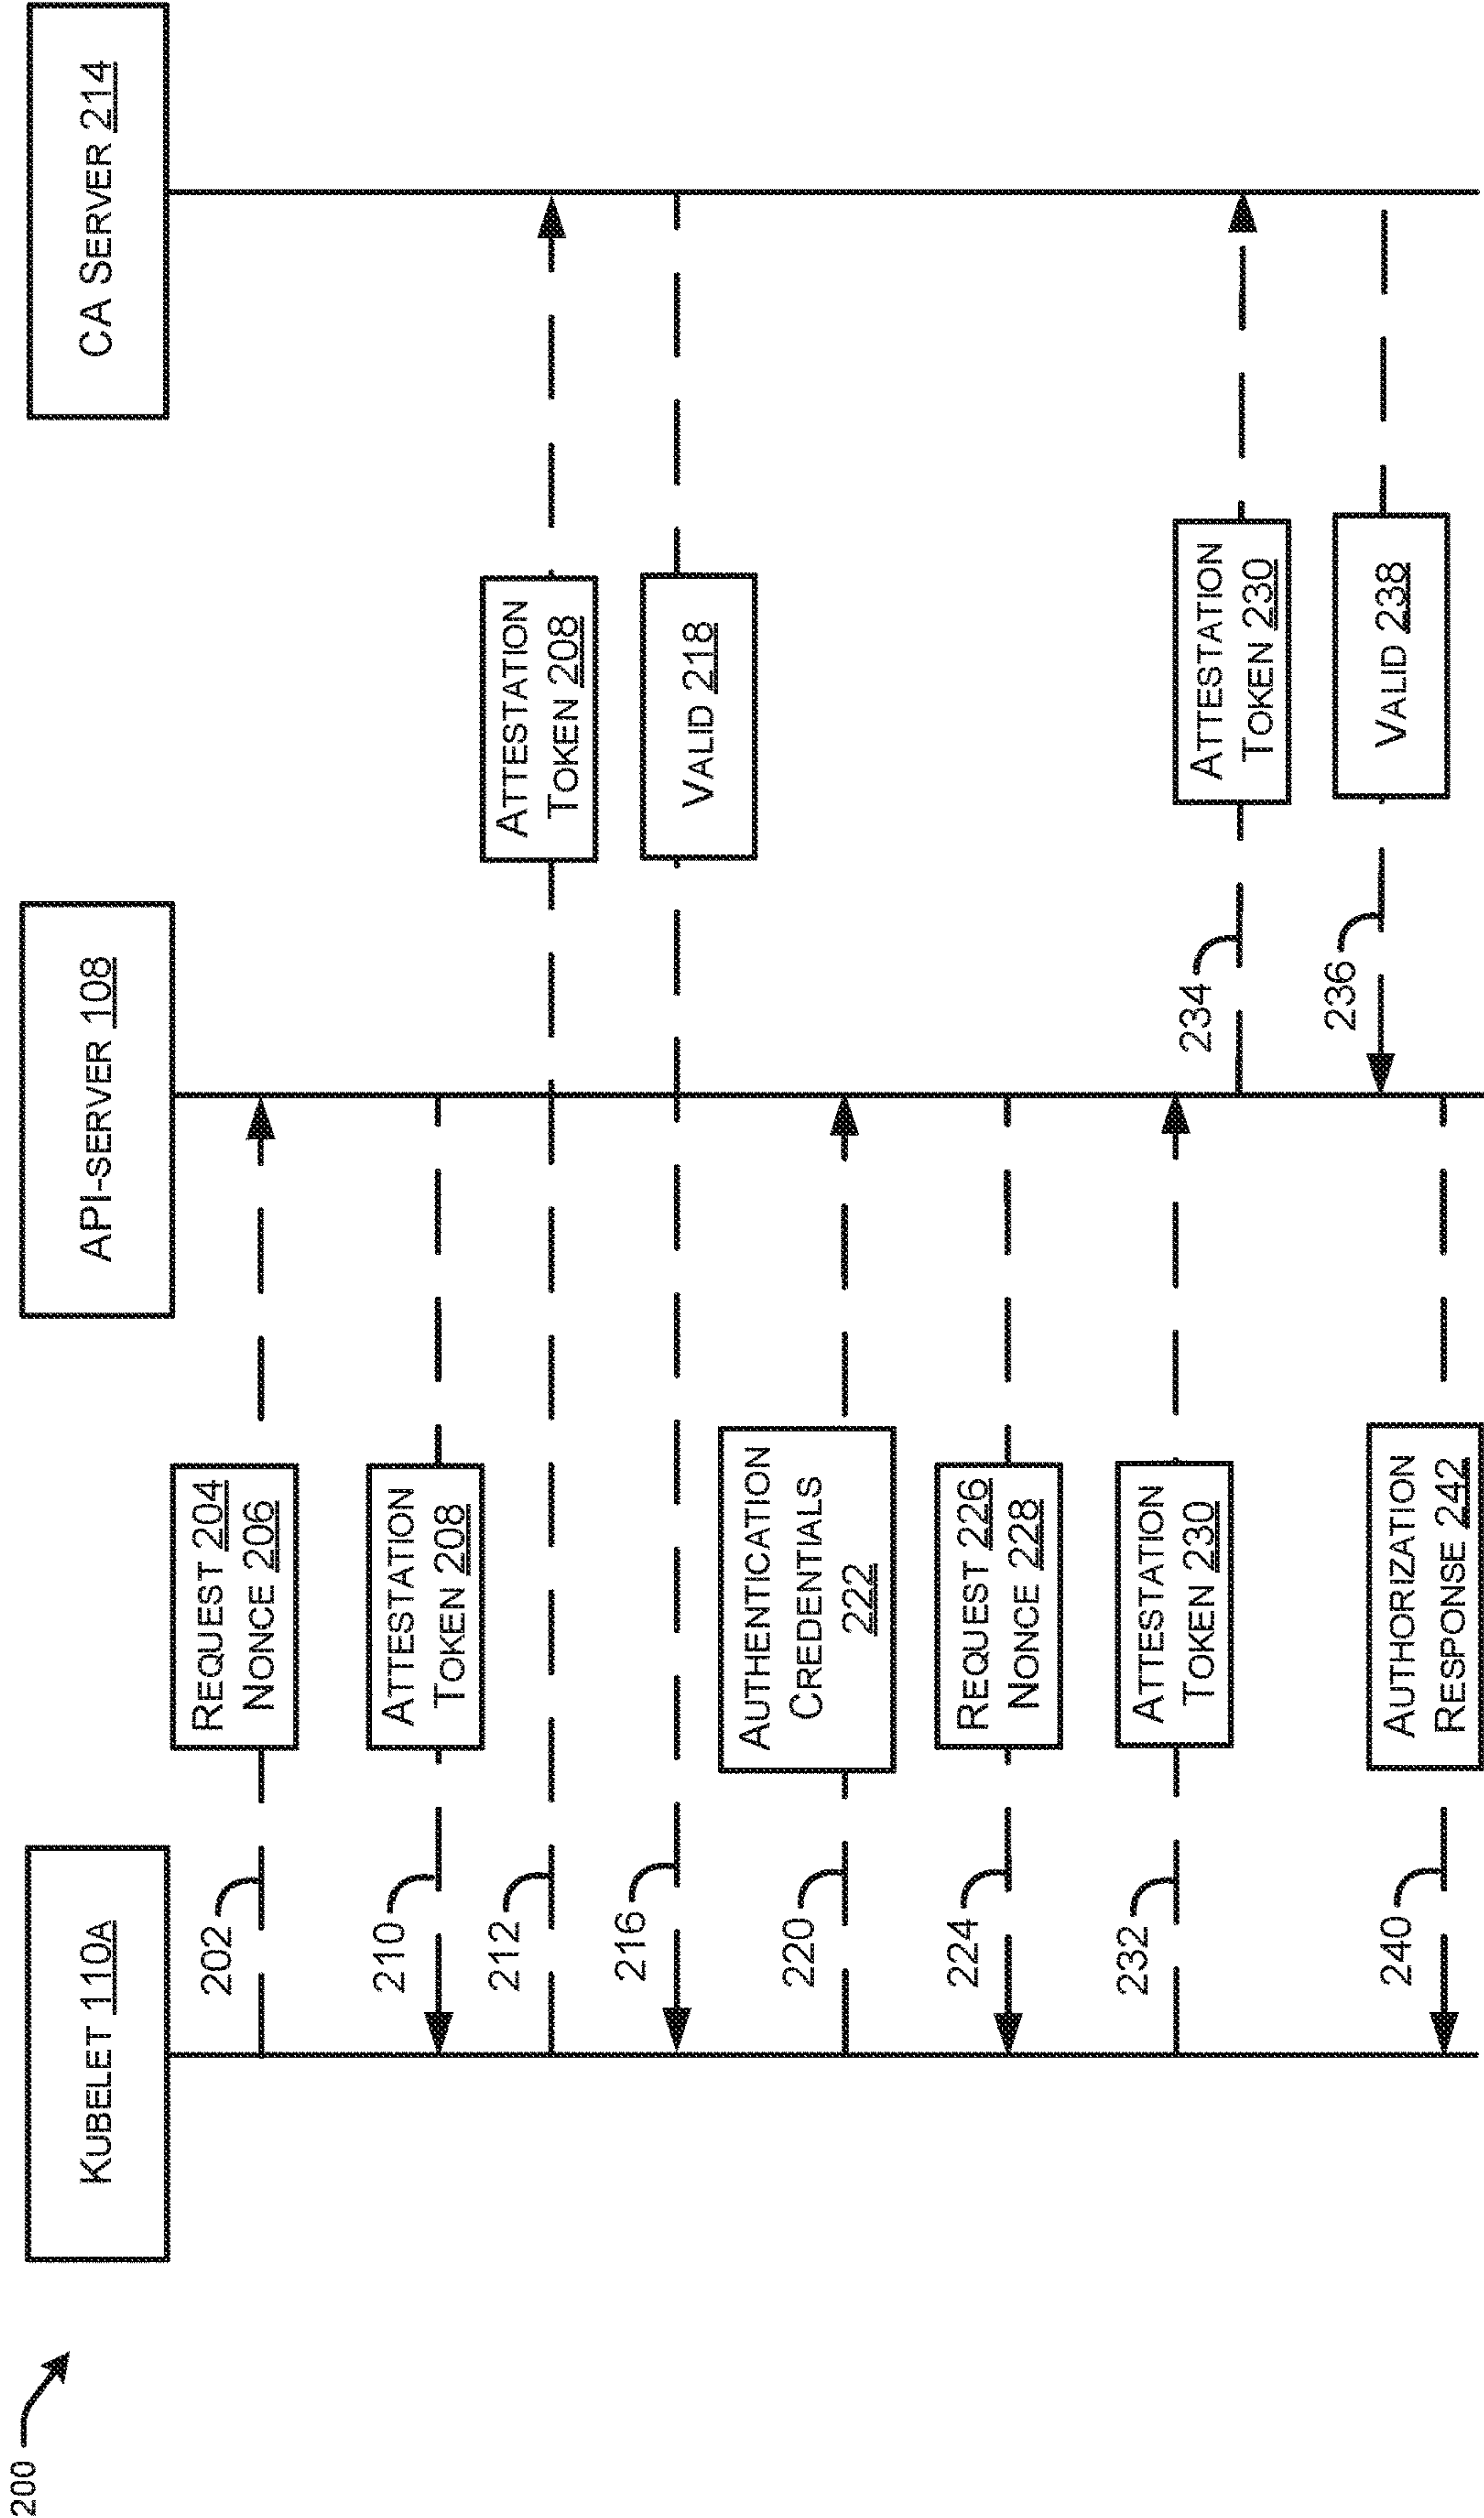 200
KUBELET 110A
API-SERVER 108
CA SERVER 214
202
REQUEST 204
NONCE 206
210
ATTESTATION
TOKEN 208
212
ATTESTATION
TOKEN 208
216
VALID 218
220
AUTHENTICATION
CREDENTIALS
222
224
REQUEST 226
NONCE 228
232
ATTESTATION
TOKEN 230
234
ATTESTATION
TOKEN 230
236
VALID 238
240
AUTHORIZATION
RESPONSE 242